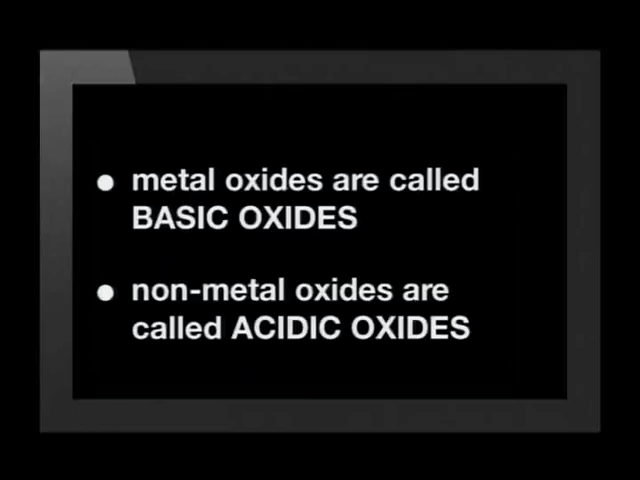 ● metal oxides are called
BASIC OXIDES
● non-metal oxides are
called ACIDIC OXIDES